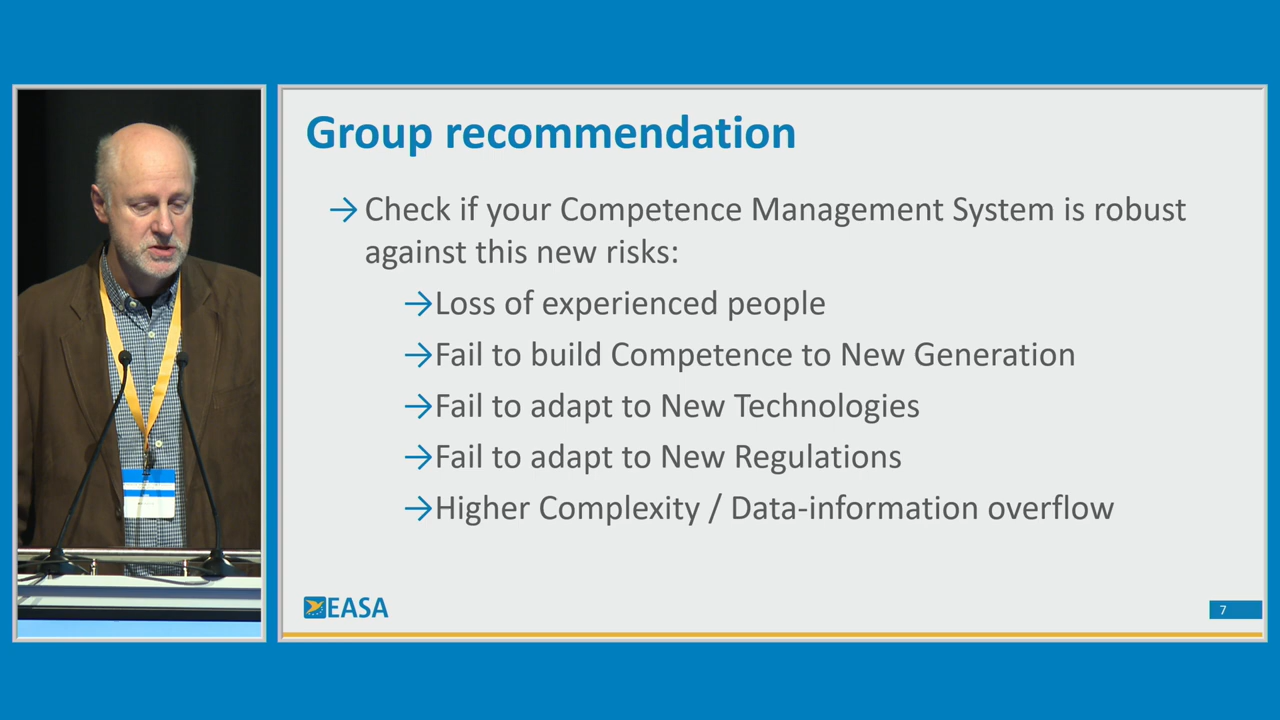 Group recommendation
→ Check if your Competence Management System is robust
against this new risks:
→Loss of experienced people
→Fail to build Competence to New Generation
→Fail to adapt to New Technologies
→Fail to adapt to New Regulations
→Higher Complexity / Data-information overflow
EASA
7